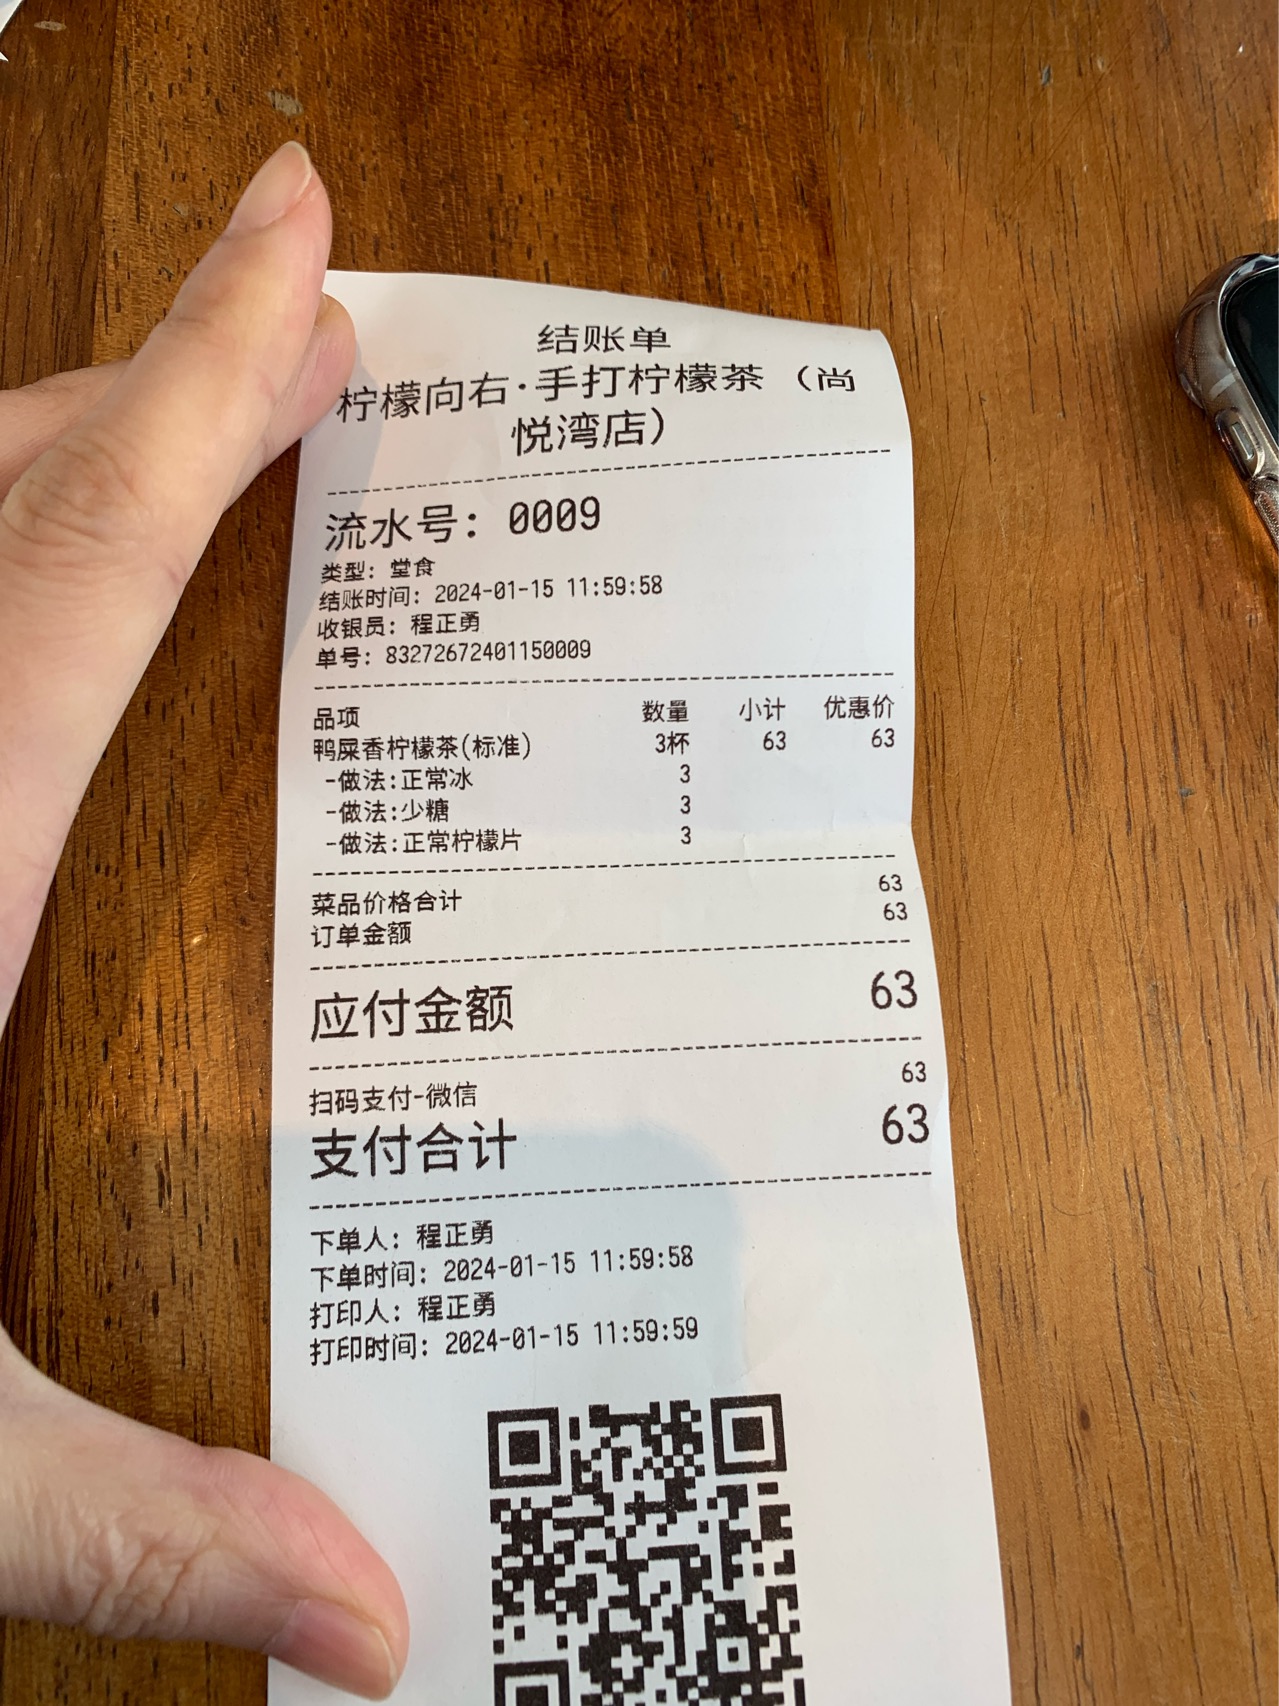 结账单
柠檬向右·手打柠檬茶（尚
悦湾店）
流水号：0009
类型：堂食
结账时间：2024-01-15 11:59:58
收银员：程正勇
单号：83272672401150009
品项 数量 小计 优惠价
鸭屎香柠檬茶(标准) 3杯 63 63
-做法:正常冰 3
-做法:少糖 3
-做法:正常柠檬片 3
菜品价格合计 63
订单金额 63
应付金额 63
扫码支付-微信 63
支付合计 63
下单人：程正勇
下单时间：2024-01-15 11:59:58
打印人：程正勇
打印时间：2024-01-15 11:59:59